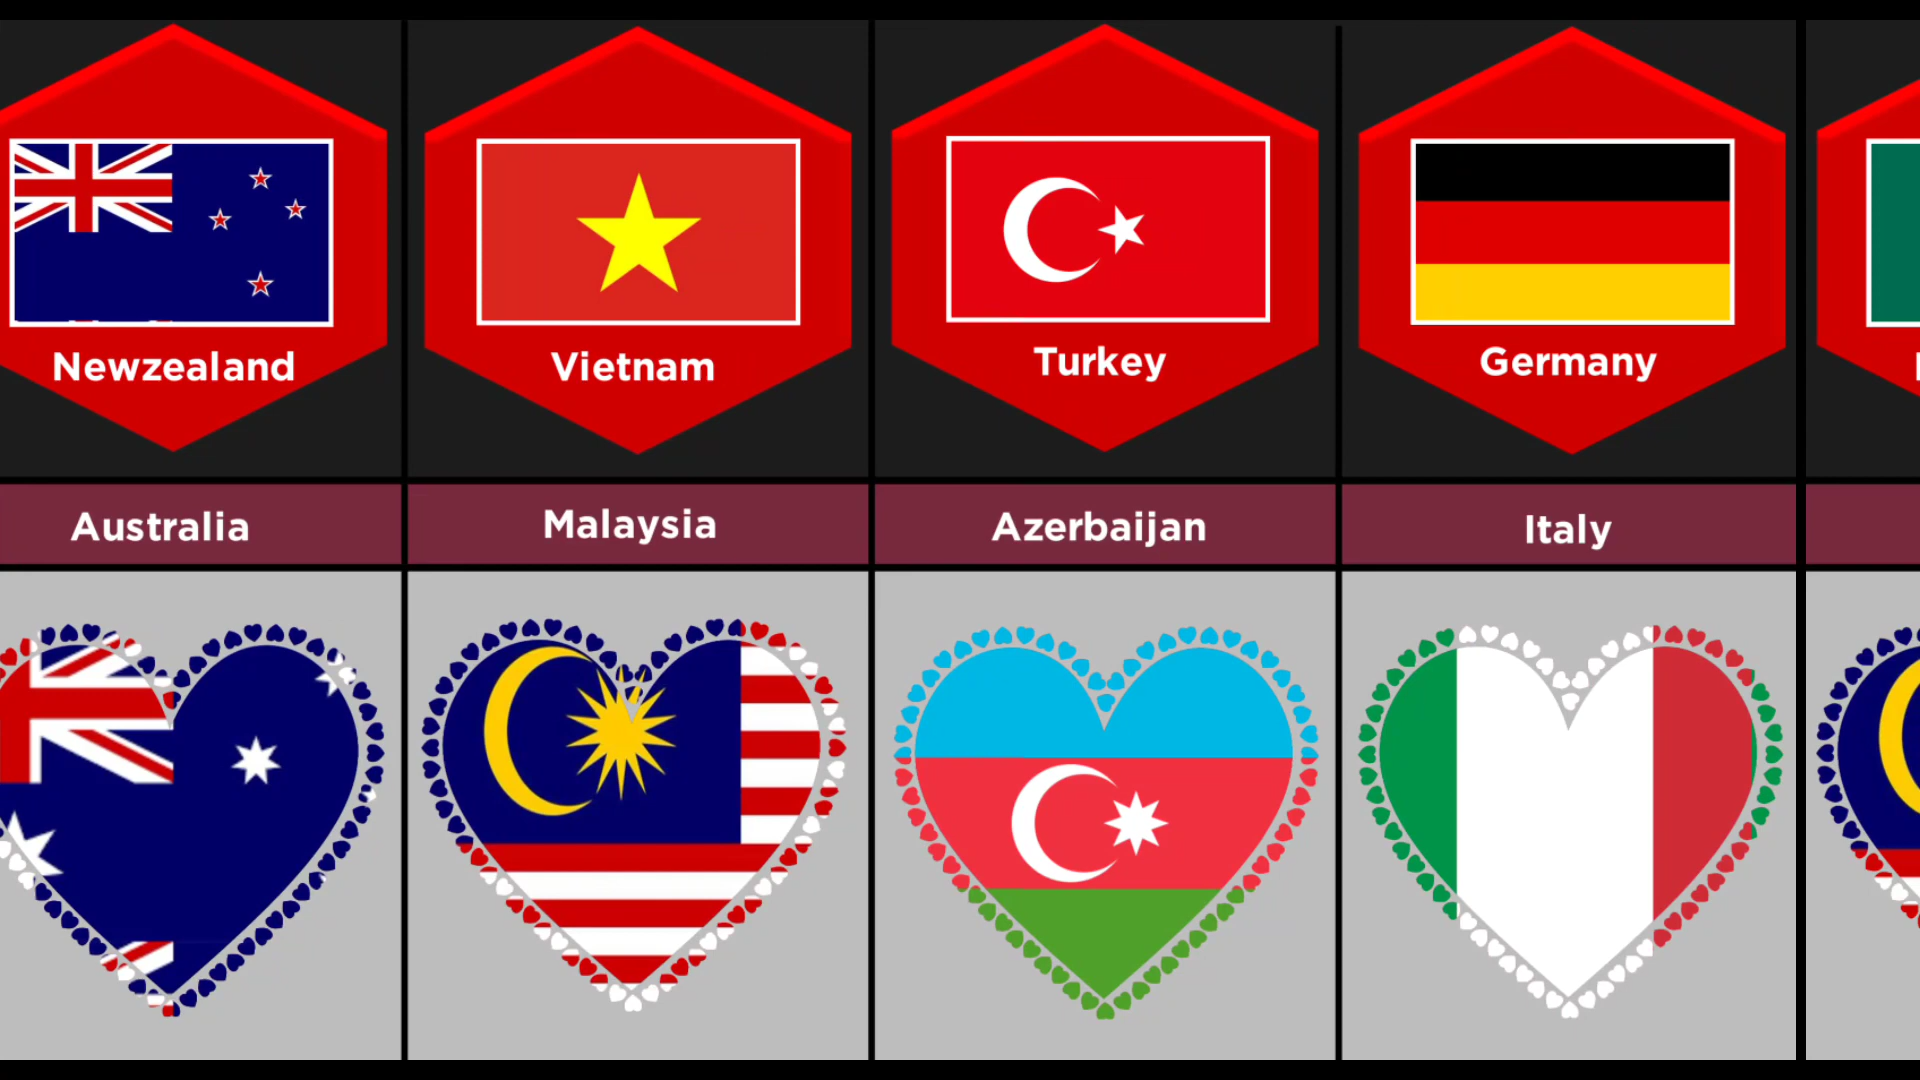 Newzealand
Vietnam
Turkey
Germany
Australia
Malaysia
Azerbaijan
Italy